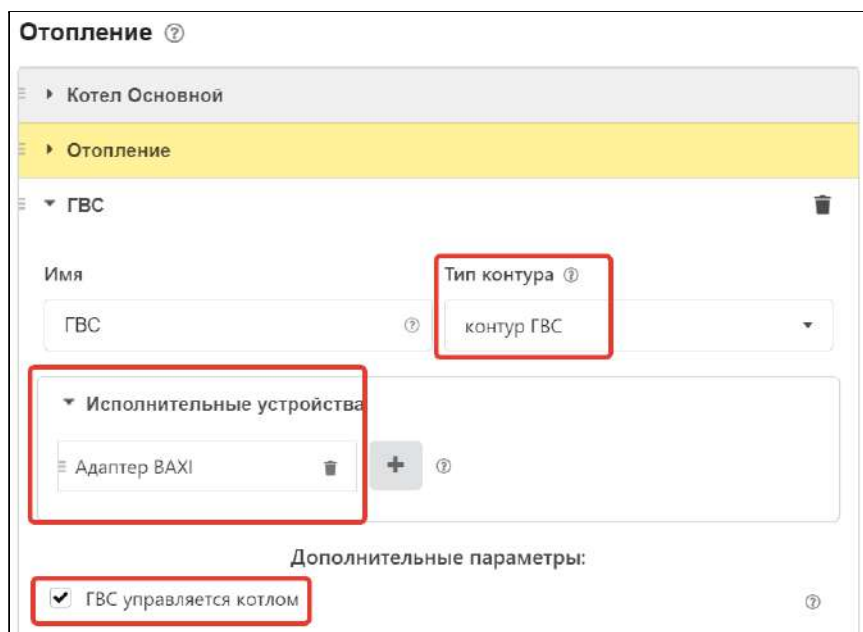 Отопление
Котел Основной
Отопление
ГВС
Имя
Тип контура
ГВС
контур ГВС
Исполнительные устройства
Адаптер BAXI
Дополнительные параметры:
ГВС управляется котлом